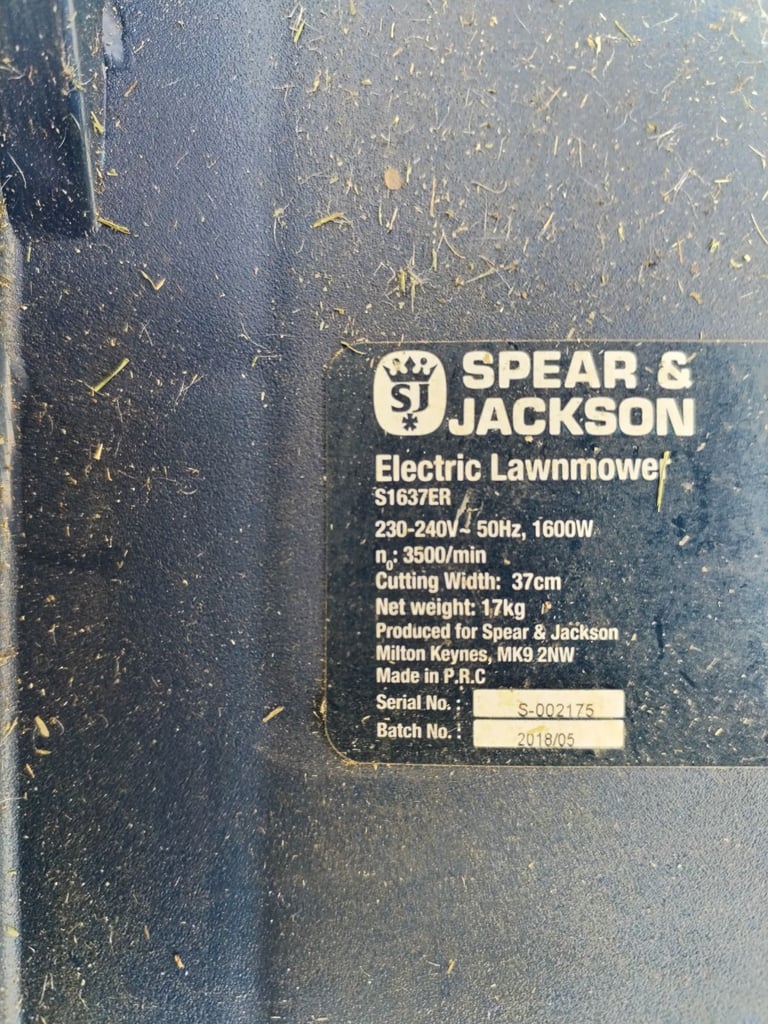 SJ
SPEAR &
JACKSON
Electric Lawnmower
S1637ER
230-240V~ 50Hz, 1600W
n₀: 3500/min
Cutting Width: 37cm
Net weight: 17kg
Produced for Spear & Jackson
Milton Keynes, MK9 2NW
Made in P.R.C
Serial No. : S-002175
Batch No. : 2018/05